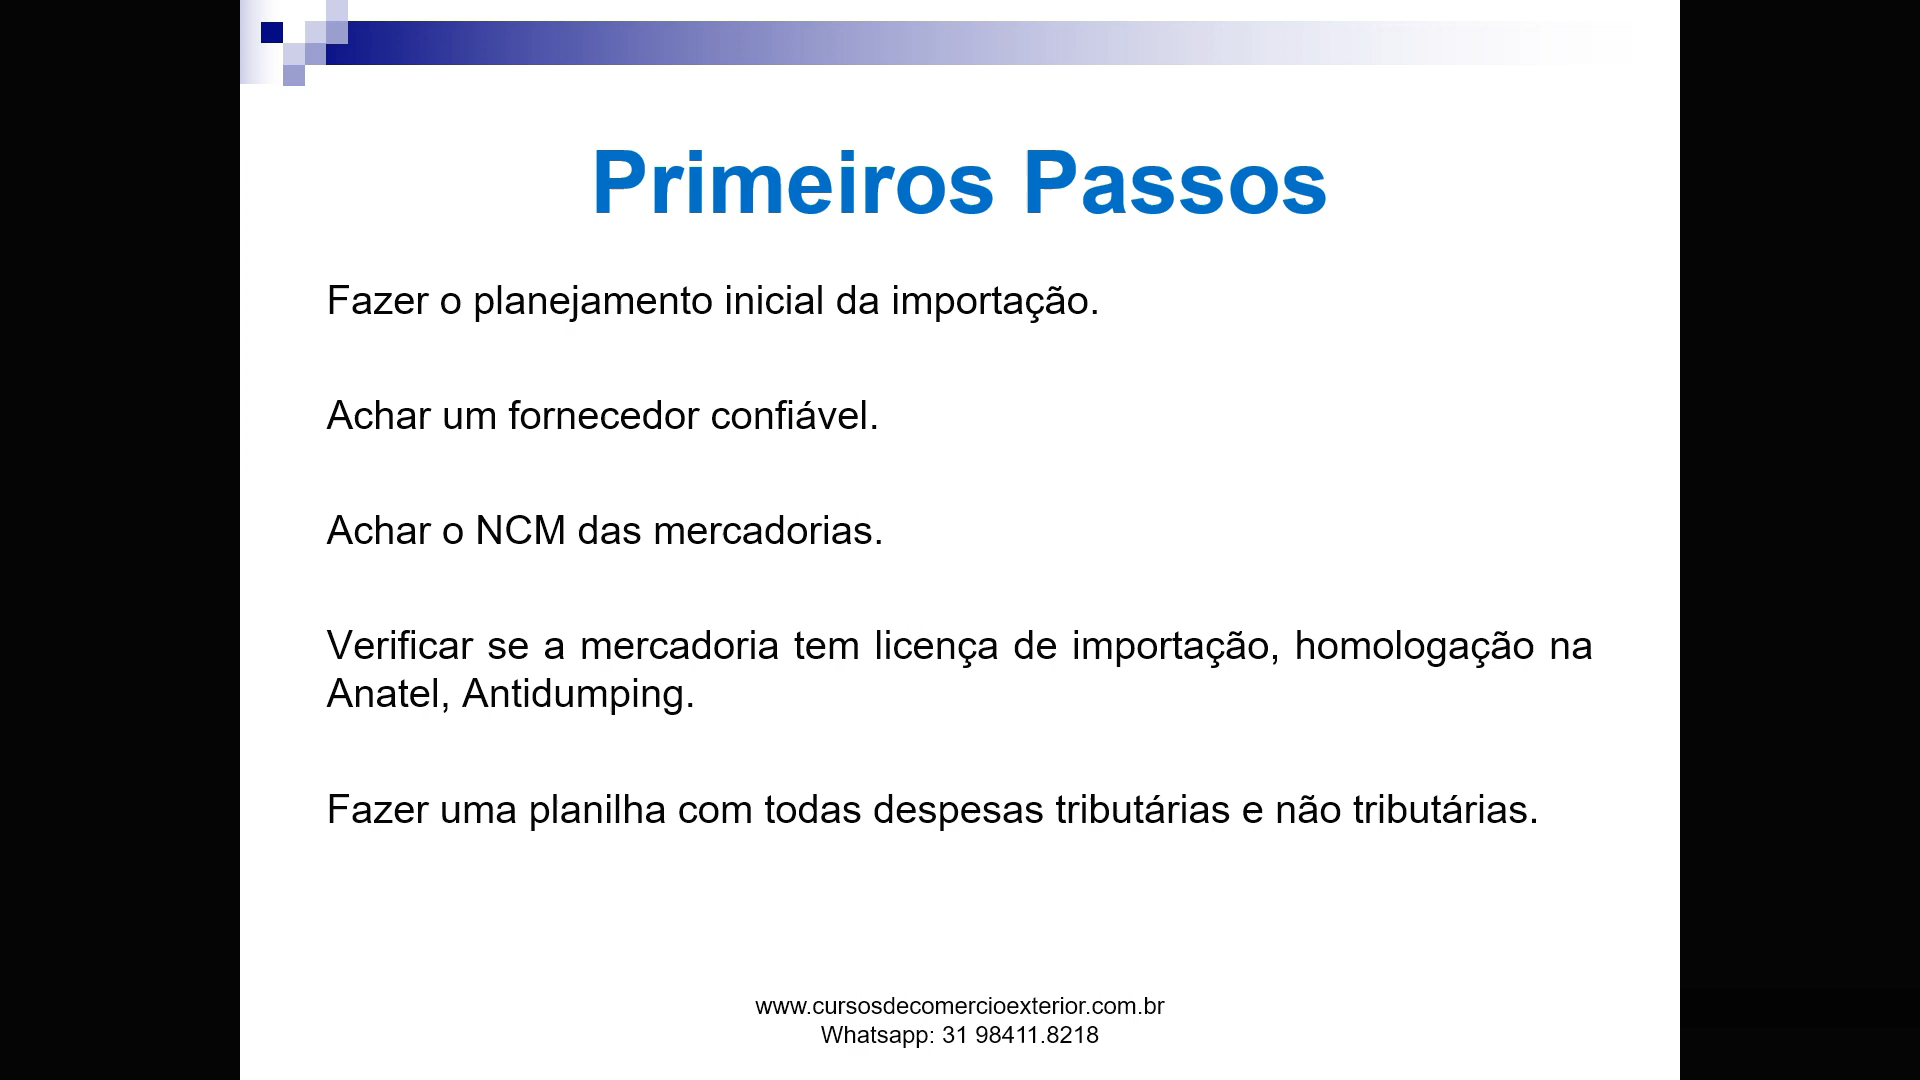 Primeiros Passos
Fazer o planejamento inicial da importação.
Achar um fornecedor confiável.
Achar o NCM das mercadorias.
Verificar se a mercadoria tem licença de importação, homologação na
Anatel, Antidumping.
Fazer uma planilha com todas despesas tributárias e não tributárias.
www.cursosdecomercioexterior.com.br
Whatsapp: 31 98411.8218